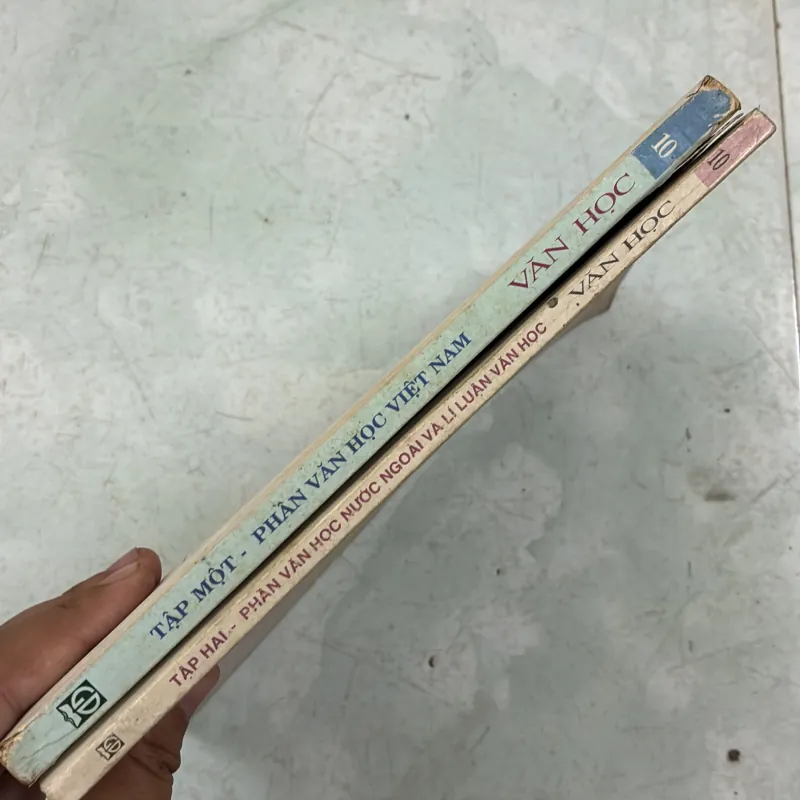 TẬP MỘT - PHẦN VĂN HỌC VIỆT NAM VĂN HỌC 10
TẬP HAI - PHẦN VĂN HỌC NƯỚC NGOÀI VÀ LÍ LUẬN VĂN HỌC VĂN HỌC 10